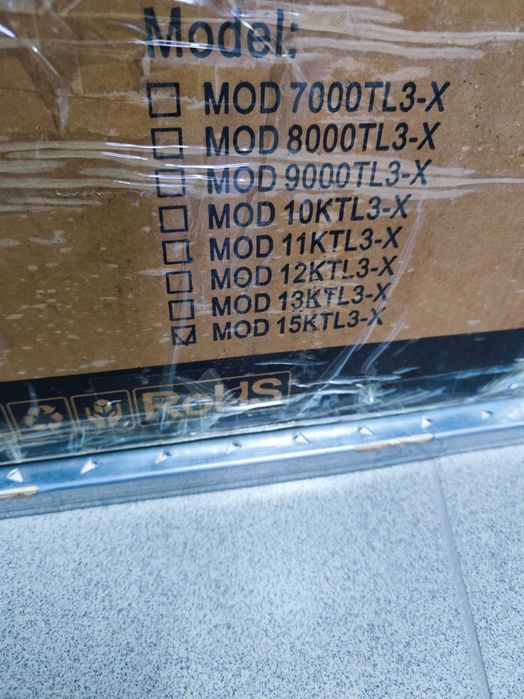 Model:
MOD 7000TL3-X
MOD 8000TL3-X
MOD 9000TL3-X
MOD 10KTL3-X
MOD 11KTL3-X
MOD 12KTL3-X
MOD 13KTL3-X
MOD 15KTL3-X
RoHS